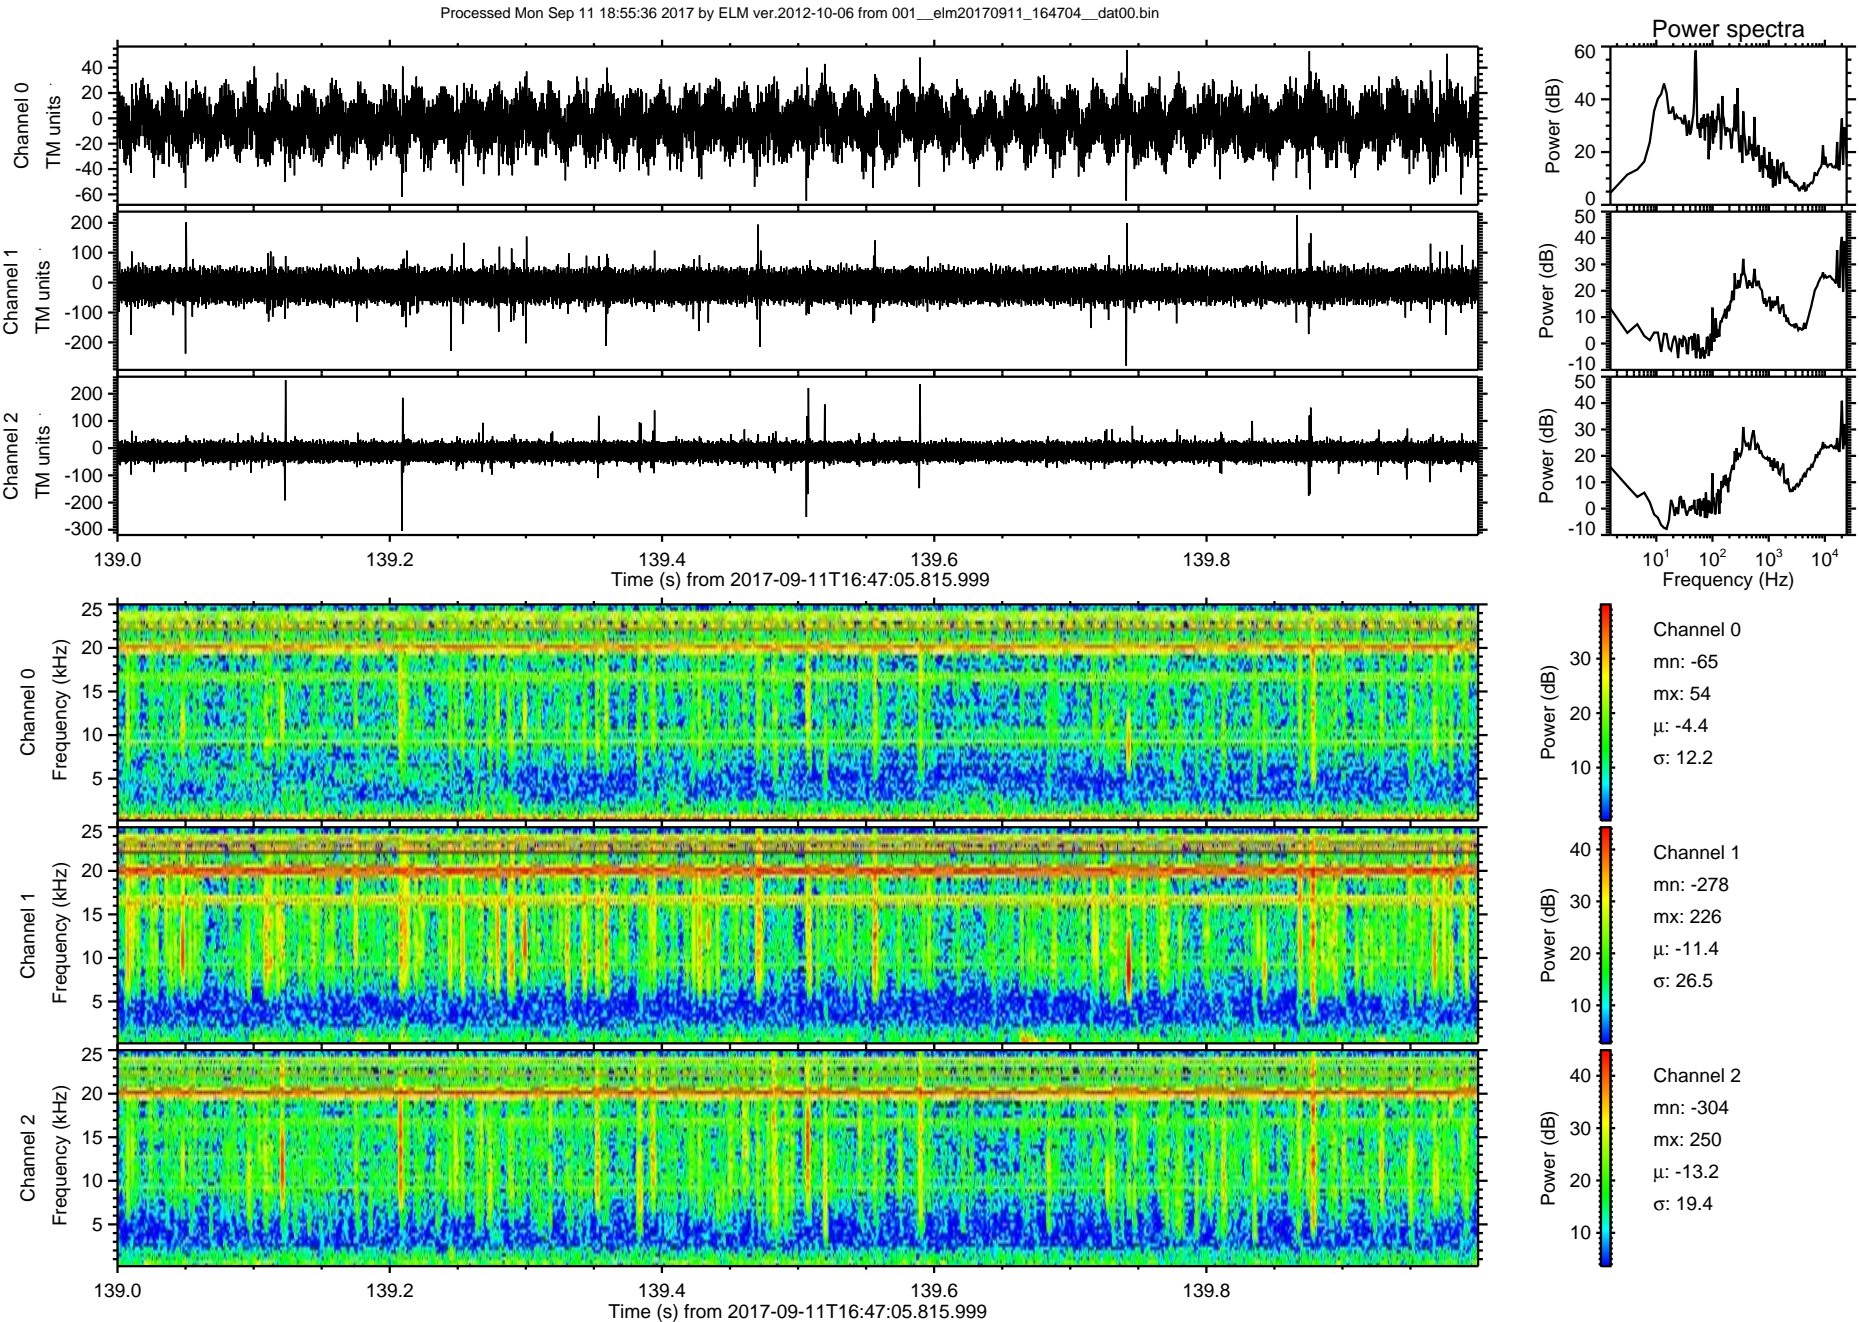 Processed Mon Sep 11 18:55:36 2017 by ELM ver.2012-10-06 from 001__elm20170911_164704__dat00.bin
Power spectra
Channel 0
TM units
40
20
0
-20
-40
-60
Power (dB)
60
40
20
0
Channel 1
TM units
200
100
0
-100
-200
Power (dB)
50
40
30
20
10
0
-10
Channel 2
TM units
200
100
0
-100
-200
-300
Power (dB)
50
40
30
20
10
0
-10
139.0 139.2 139.4 139.6 139.8
Time (s) from 2017-09-11T16:47:05.815.999
10^1 10^2 10^3 10^4
Frequency (Hz)
Channel 0
Frequency (kHz)
25
20
15
10
5
Power (dB)
30
20
10
Channel 0
mn: -65
mx: 54
µ: -4.4
σ: 12.2
Channel 1
Frequency (kHz)
25
20
15
10
5
Power (dB)
40
30
20
10
Channel 1
mn: -278
mx: 226
µ: -11.4
σ: 26.5
Channel 2
Frequency (kHz)
25
20
15
10
5
Power (dB)
40
30
20
10
Channel 2
mn: -304
mx: 250
µ: -13.2
σ: 19.4
139.0 139.2 139.4 139.6 139.8
Time (s) from 2017-09-11T16:47:05.815.999